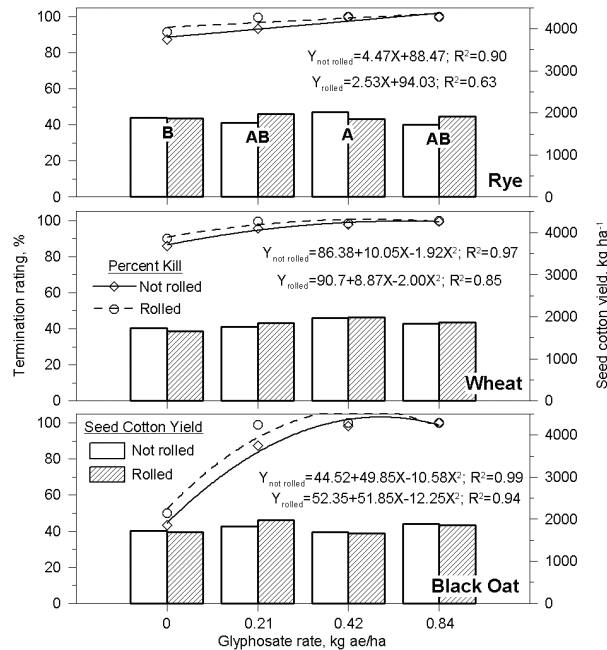 100
80
60
40
20
0
4000
3000
2000
1000
0
Y not rolled=4.47X+88.47; R²=0.90
Y rolled=2.53X+94.03; R²=0.63
B
AB
A
AB
Rye
100
80
60
40
20
0
4000
3000
2000
1000
0
Y not rolled=86.38+10.05X-1.92X²; R²=0.97
Y rolled=90.7+8.87X-2.00X²; R²=0.85
Percent Kill
Not rolled
Rolled
Wheat
Termination rating, %
Seed cotton yield, kg ha⁻¹
100
80
60
40
20
0
4000
3000
2000
1000
0
Seed Cotton Yield
Not rolled
Rolled
Y not rolled=44.52+49.85X-10.58X²; R²=0.99
Y rolled=52.35+51.85X-12.25X²; R²=0.94
Black Oat
0
0.21
0.42
0.84
Glyphosate rate, kg ae/ha